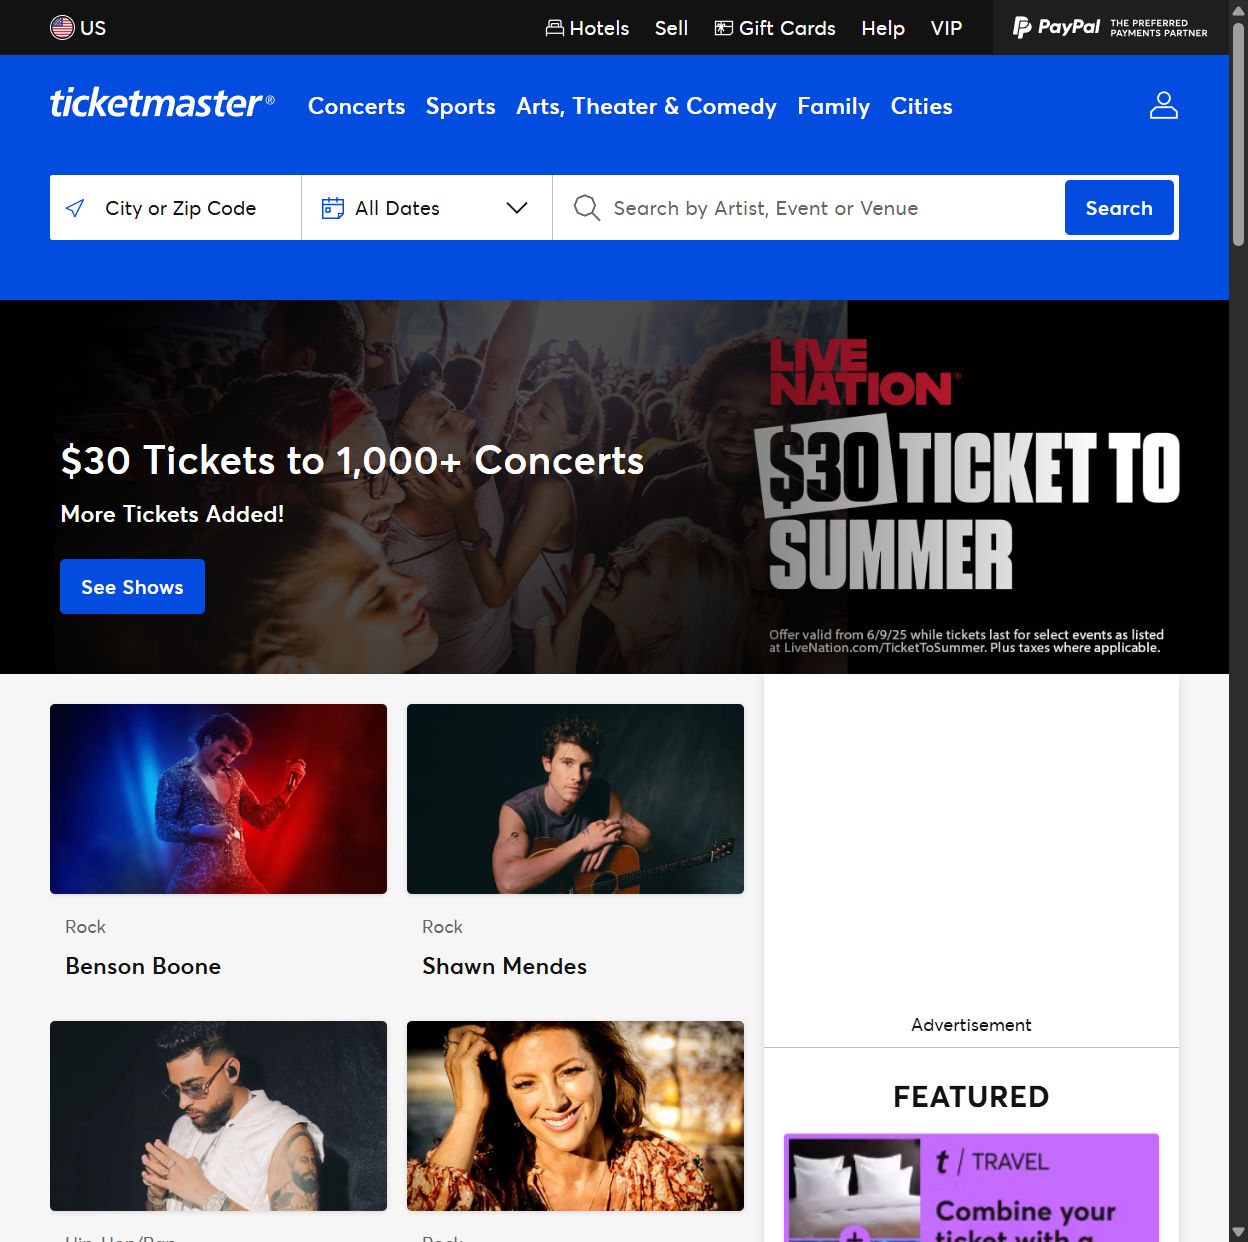 US
Hotels
Sell
Gift Cards
Help
VIP
PayPal
THE PREFERRED
PAYMENTS PARTNER
ticketmaster®
Concerts
Sports
Arts, Theater & Comedy
Family
Cities
City or Zip Code
All Dates
Search by Artist, Event or Venue
Search
$30 Tickets to 1,000+ Concerts
More Tickets Added!
See Shows
LIVE
NATION®
$30 TICKET TO
SUMMER
Offer valid from 6/9/25 while tickets last for select events as listed
at LiveNation.com/TicketToSummer. Plus taxes where applicable.
Rock
Benson Boone
Rock
Shawn Mendes
Advertisement
FEATURED
t / TRAVEL
Combine your
ticket with a
Hip-Hop/Rap
Rock